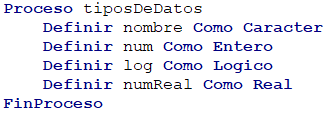 Proceso tiposDeDatos
    Definir nombre Como Caracter
    Definir num Como Entero
    Definir log Como Logico
    Definir numReal Como Real
FinProceso